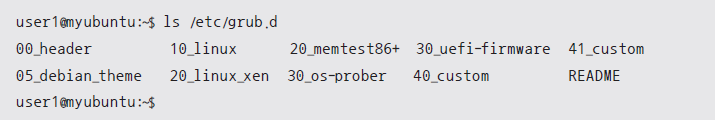 user1@myubuntu:~$ ls /etc/grub.d
00_header 10_linux 20_memtest86+ 30_uefi-firmware 41_custom
05_debian_theme 20_linux_xen 30_os-prober 40_custom README
user1@myubuntu:~$